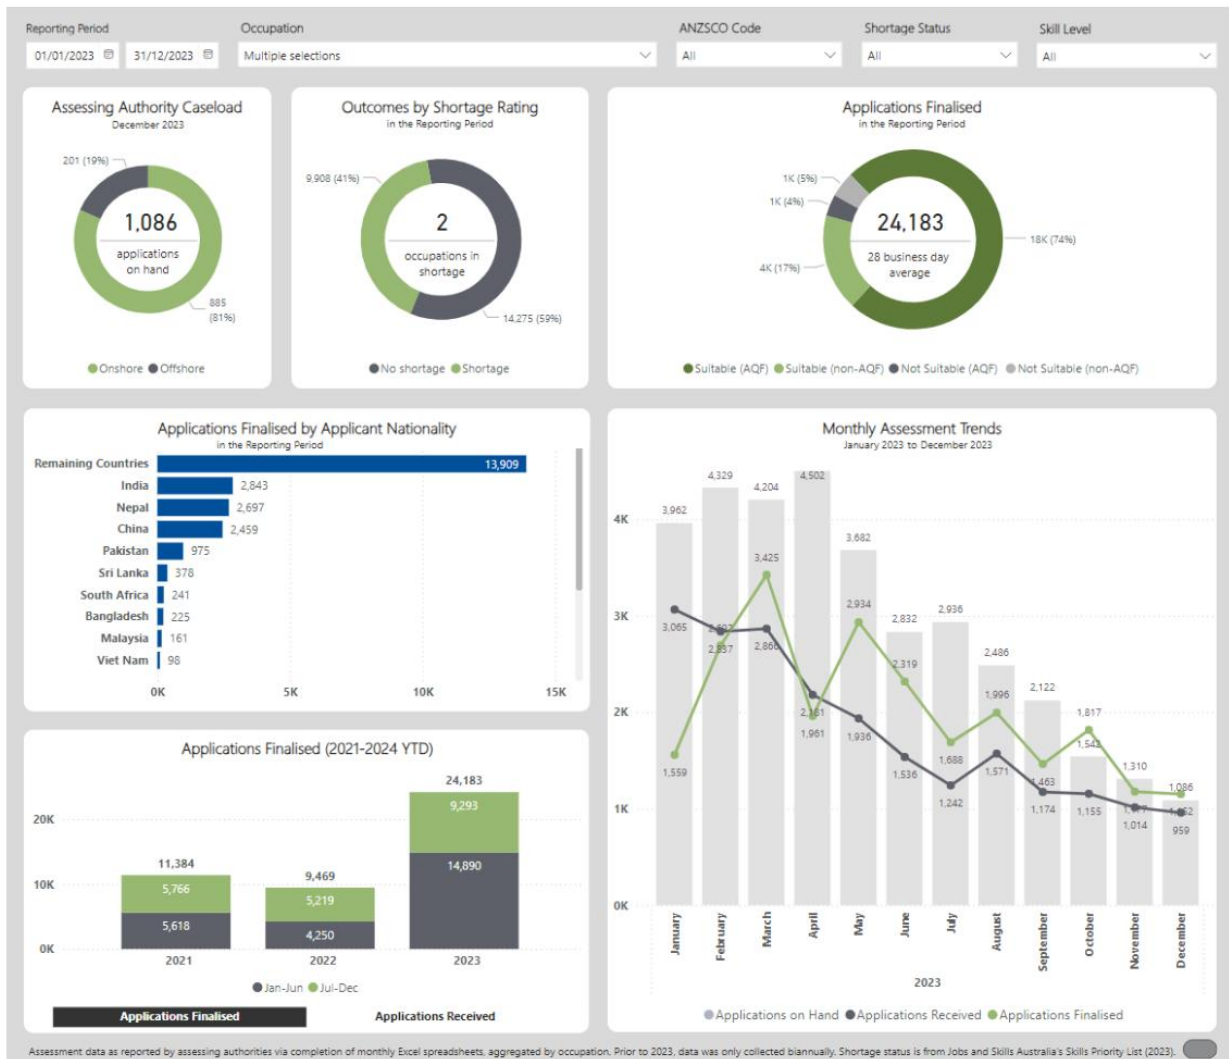 Reporting Period
Occupation
ANZSCO Code
Shortage Status
Skill Level
01/01/2023
31/12/2023
Multiple selections
All
All
All
Assessing Authority Caseload
December 2023
201 (19%)
1,086
applications
on hand
885
(81%)
Onshore
Offshore
Outcomes by Shortage Rating
in the Reporting Period
9,908 (41%)
2
occupations in
shortage
14,275 (59%)
No shortage
Shortage
Applications Finalised
in the Reporting Period
1K (5%)
1K (4%)
4K (17%)
24,183
28 business day
average
18K (74%)
Suitable (AQF)
Suitable (non-AQF)
Not Suitable (AQF)
Not Suitable (non-AQF)
Applications Finalised by Applicant Nationality
in the Reporting Period
Remaining Countries 13,909
India 2,843
Nepal 2,697
China 2,459
Pakistan 975
Sri Lanka 378
South Africa 241
Bangladesh 225
Malaysia 161
Viet Nam 98
0K 5K 10K 15K
Applications Finalised (2021-2024 YTD)
24,183
9,293
20K
14,890
11,384
9,469
10K
5,766
5,219
5,618
4,250
0K
2021 2022 2023
Jan-Jun
Jul-Dec
Applications Finalised
Applications Received
Monthly Assessment Trends
January 2023 to December 2023
4,502
4,329
4,204
3,962
4K
3,682
3,425
3,065
3K
2,934
2,936
2,832
2,837
2,866
2,486
2,319
2,122
2K
2,181
1,961
1,936
1,996
1,817
1,688
1,559
1,536
1,571
1,542
1,463
1,310
1,242
1,174
1,155
1,086
1K
1,014
959
0K
January
February
March
April
May
June
July
August
September
October
November
December
2023
Applications on Hand
Applications Received
Applications Finalised
Assessment data as reported by assessing authorities via completion of monthly Excel spreadsheets, aggregated by occupation. Prior to 2023, data was only collected biannually. Shortage status is from Jobs and Skills Australia's Skills Priority List (2023).